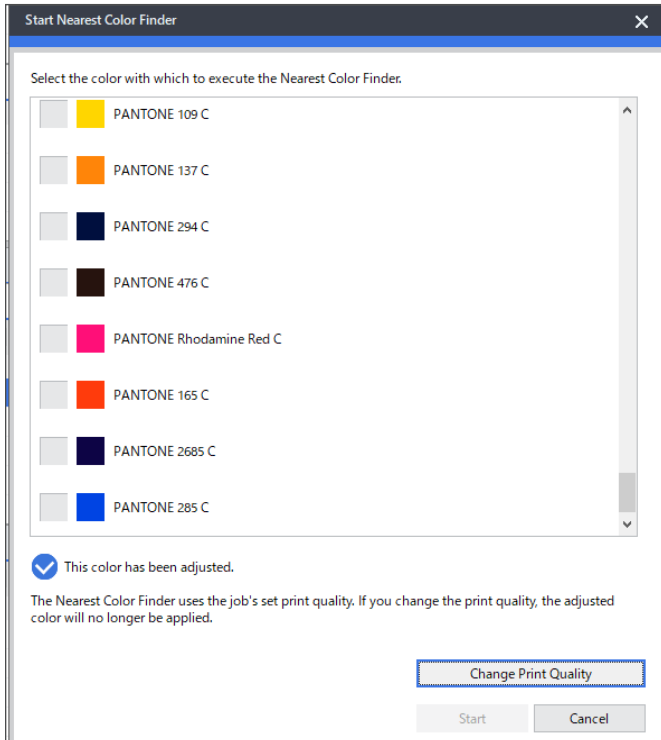 Start Nearest Color Finder
Select the color with which to execute the Nearest Color Finder.
PANTONE 109 C
PANTONE 137 C
PANTONE 294 C
PANTONE 476 C
PANTONE Rhodamine Red C
PANTONE 165 C
PANTONE 2685 C
PANTONE 285 C
This color has been adjusted.
The Nearest Color Finder uses the job's set print quality. If you change the print quality, the adjusted
color will no longer be applied.
Change Print Quality
Start Cancel